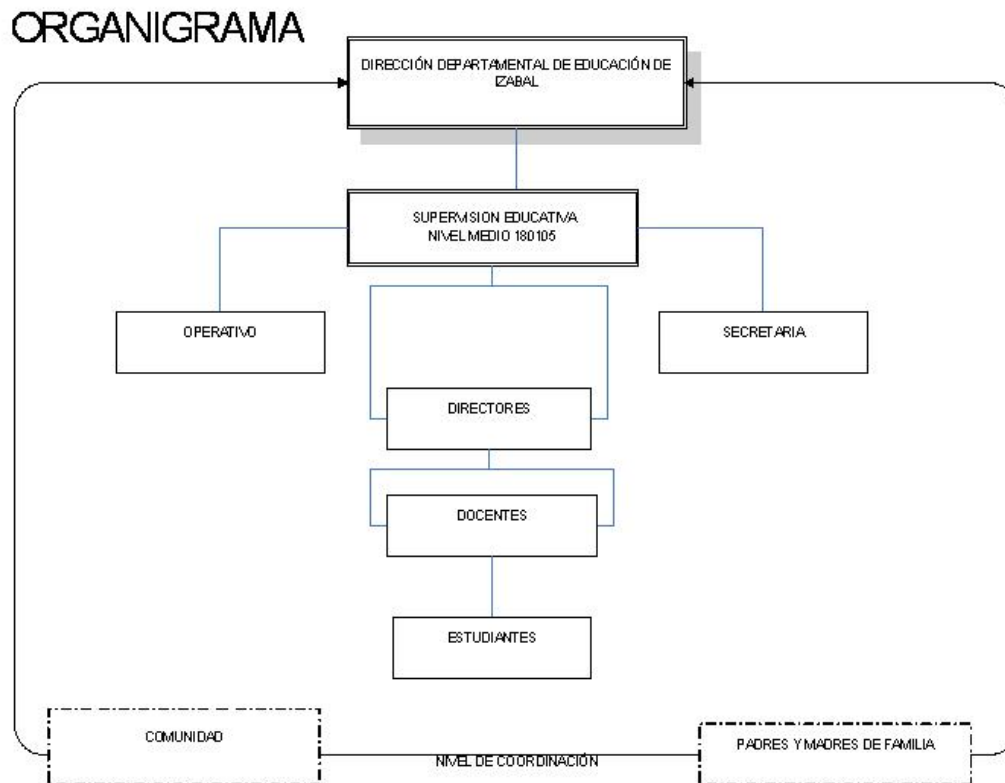 ORGANIGRAMA
DIRECCIÓN DEPARTAMENTAL DE EDUCACIÓN DE
IZABAL
SUPERVISION EDUCATIVA
NIVEL MEDIO 180105
OPERATIVO
SECRETARIA
DIRECTORES
DOCENTES
ESTUDIANTES
COMUNIDAD
NIVEL DE COORDINACIÓN
PADRES Y MADRES DE FAMILIA